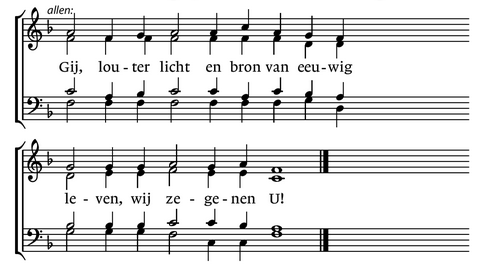 allen:
Gij, lou - ter licht en bron van eeu - wig
le - ven, wij ze - ge - nen U!